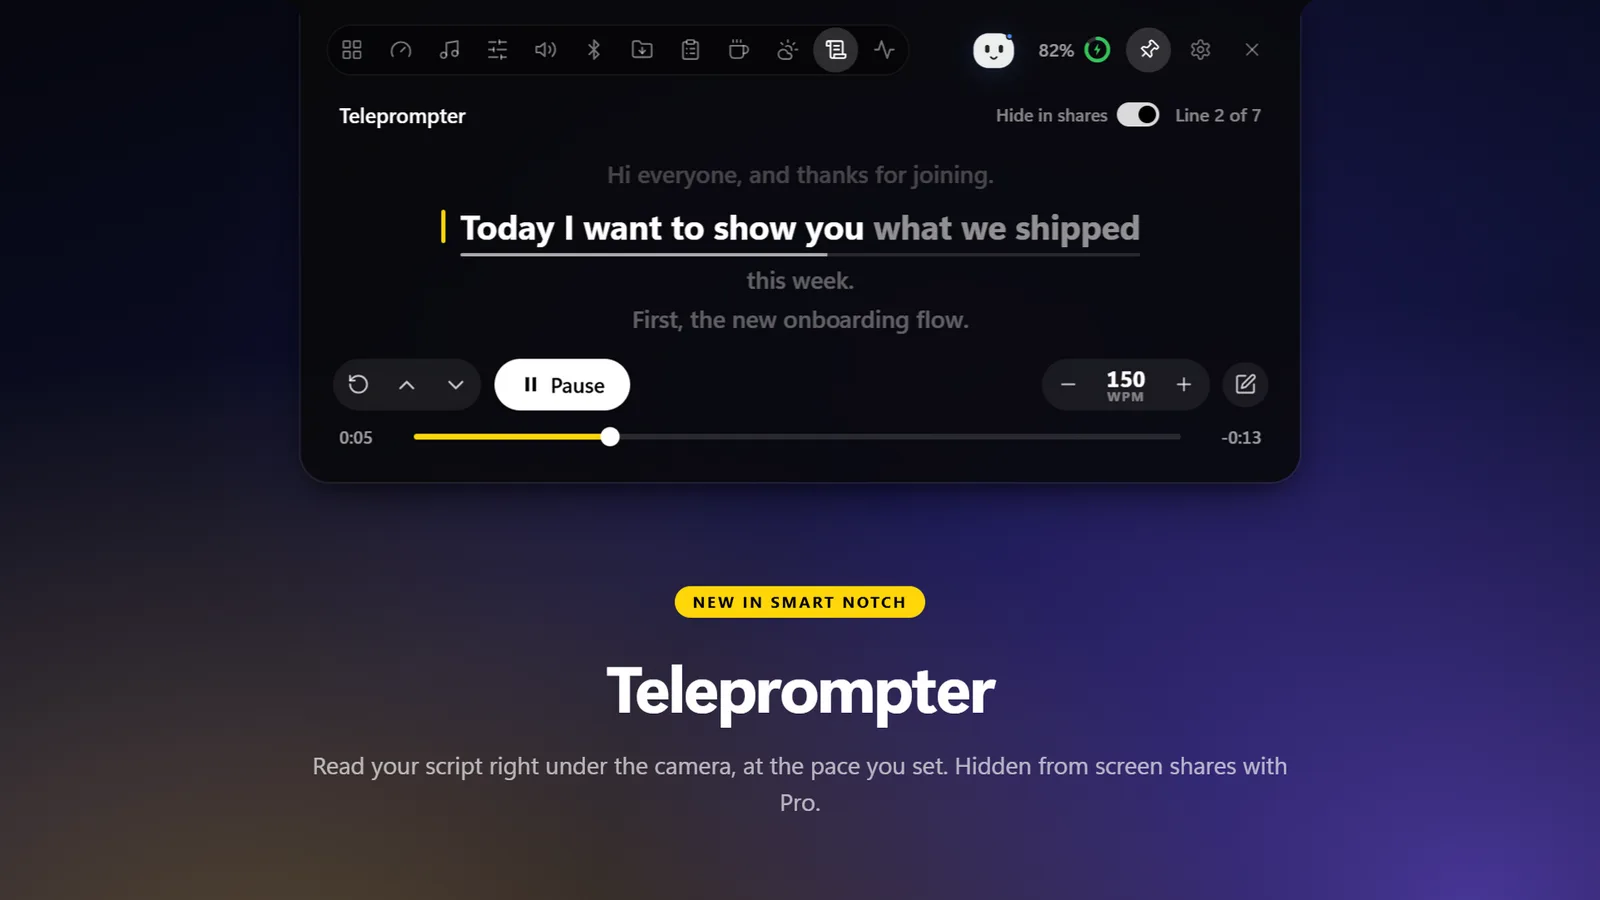 82%
Teleprompter
Hide in shares
Line 2 of 7
Hi everyone, and thanks for joining.
Today I want to show you what we shipped
this week.
First, the new onboarding flow.
Pause
150
WPM
0:05
-0:13
NEW IN SMART NOTCH
Teleprompter
Read your script right under the camera, at the pace you set. Hidden from screen shares with
Pro.